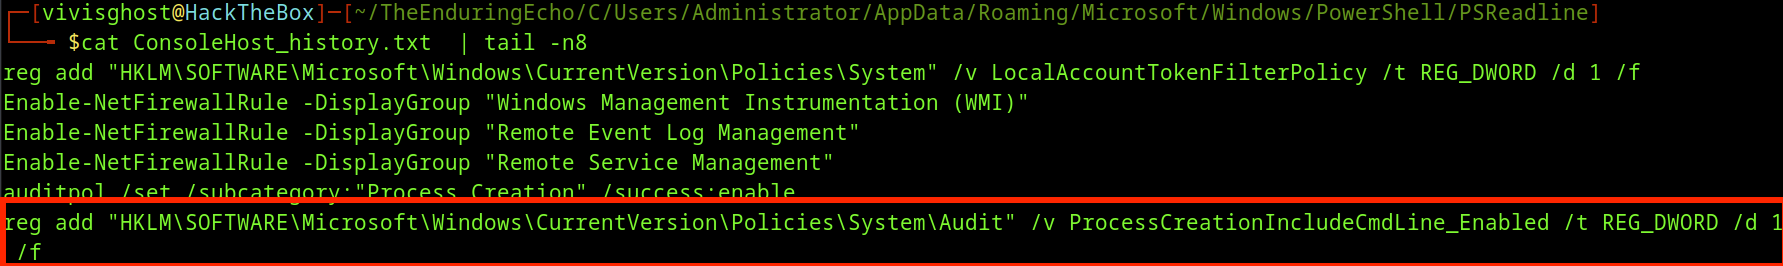 ┌─[vivisghost@HackTheBox]─[~/TheEnduringEcho/C/Users/Administrator/AppData/Roaming/Microsoft/Windows/PowerShell/PSReadline]
└──╼ $cat ConsoleHost_history.txt  | tail -n8
reg add "HKLM\SOFTWARE\Microsoft\Windows\CurrentVersion\Policies\System" /v LocalAccountTokenFilterPolicy /t REG_DWORD /d 1 /f
Enable-NetFirewallRule -DisplayGroup "Windows Management Instrumentation (WMI)"
Enable-NetFirewallRule -DisplayGroup "Remote Event Log Management"
Enable-NetFirewallRule -DisplayGroup "Remote Service Management"
auditpol /set /subcategory:"Process Creation" /success:enable
reg add "HKLM\SOFTWARE\Microsoft\Windows\CurrentVersion\Policies\System\Audit" /v ProcessCreationIncludeCmdLine_Enabled /t REG_DWORD /d 1
 /f